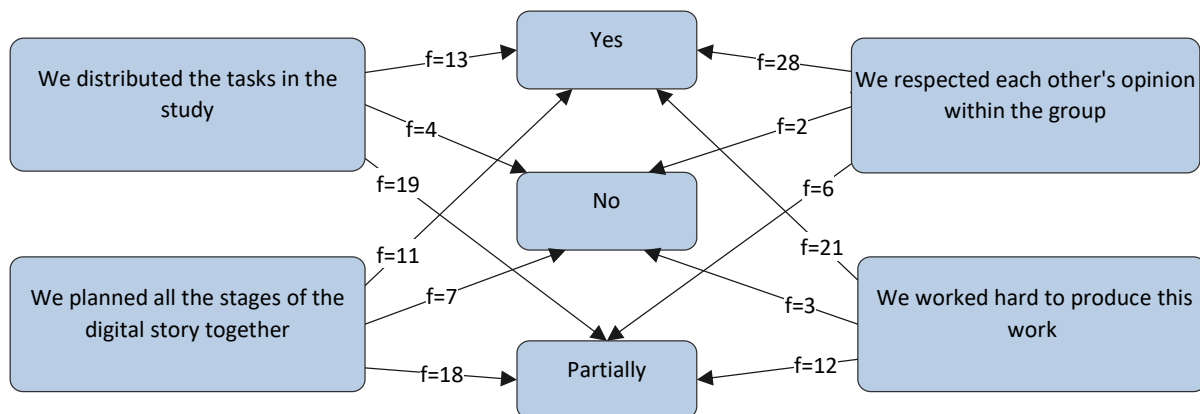 Yes
We distributed the tasks in the
study
f=13
f=28
We respected each other's opinion
within the group
f=4
f=2
f=19
f=6
No
f=11
f=21
We planned all the stages of the
digital story together
f=7
f=3
We worked hard to produce this
work
f=18
Partially
f=12